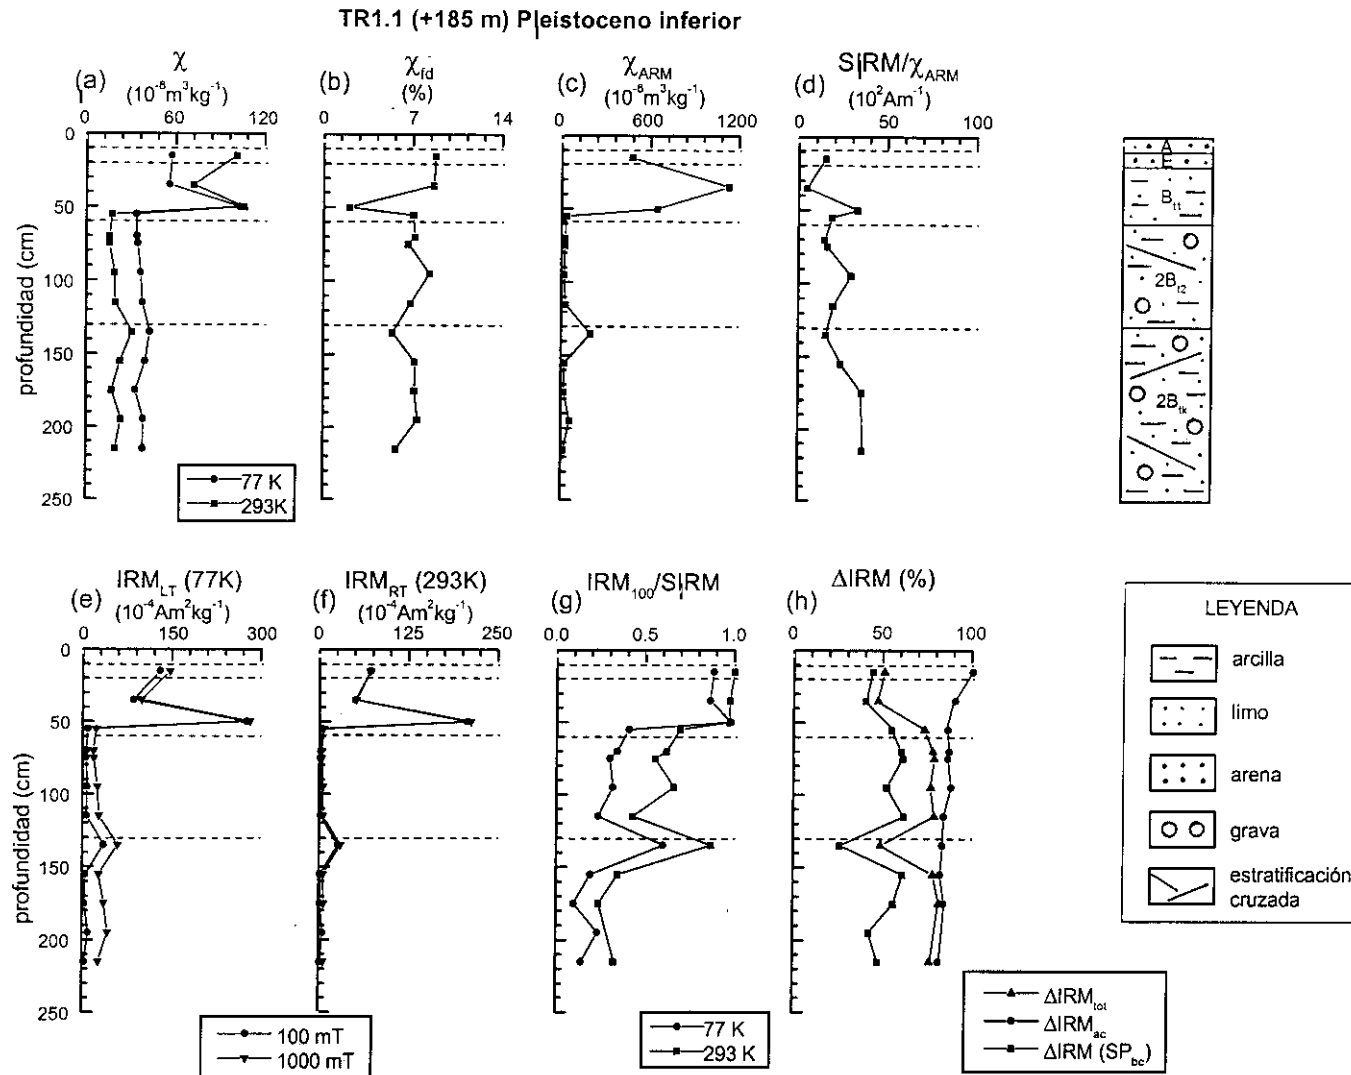 TR1.1 (+185 m) Pleistoceno inferior
(a) χ
(10⁻⁸m³kg⁻¹)
0 60 120
(b) χfd
(%)
0 7 14
(c) χARM
(10⁻⁸m³kg⁻¹)
0 600 1200
(d) SIRM/χARM
(10²Am⁻¹)
0 50 100
profundidad (cm)
0
50
100
150
200
250
77 K
293K
A
E
Bt1
2Bt2
2Btk
(e) IRMLT (77K)
(10⁻⁴Am²kg⁻¹)
0 150 300
(f) IRMRT (293K)
(10⁻⁴Am²kg⁻¹)
0 125 250
(g) IRM₁₀₀/SIRM
0.0 0.5 1.0
(h) ΔIRM (%)
0 50 100
profundidad (cm)
0
50
100
150
200
250
100 mT
1000 mT
77 K
293 K
ΔIRMtot
ΔIRMac
ΔIRM (SPbc)
LEYENDA
arcilla
limo
arena
grava
estratificación
cruzada